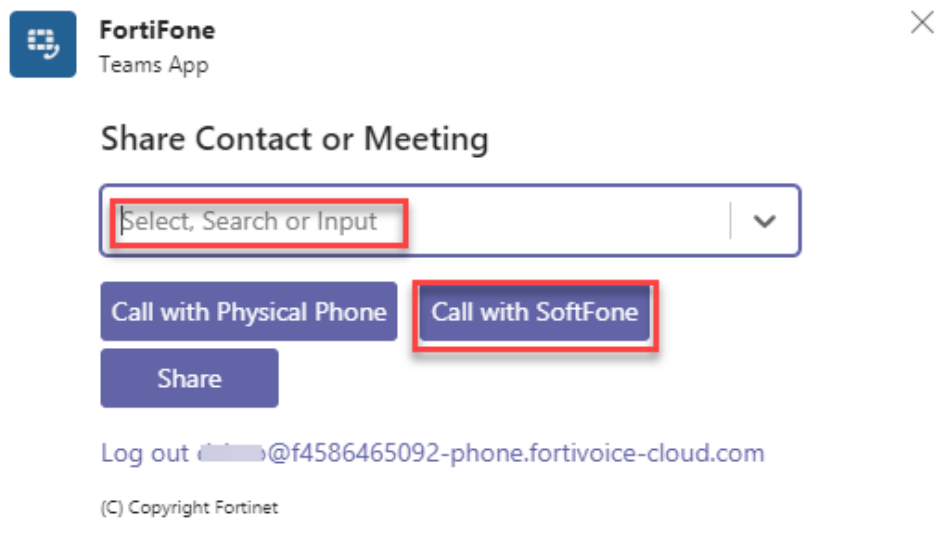 FortiFone
Teams App
Share Contact or Meeting
Select, Search or Input
Call with Physical Phone
Call with SoftFone
Share
Log out @f4586465092-phone.fortivoice-cloud.com
(C) Copyright Fortinet